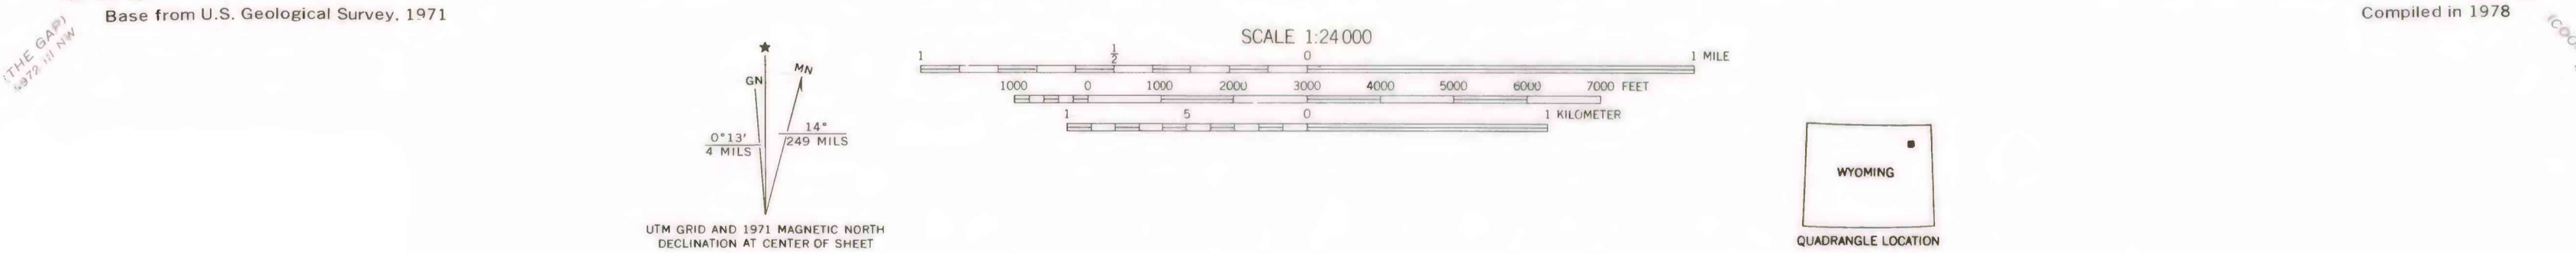 Base from U.S. Geological Survey, 1971
Compiled in 1978
(THE GAP)
4972 III NW
(COO
SCALE 1:24 000
1 1/2 0 1 MILE
1000 0 1000 2000 3000 4000 5000 6000 7000 FEET
1 5 0 1 KILOMETER
★
GN MN
0°13′ 14°
4 MILS 249 MILS
UTM GRID AND 1971 MAGNETIC NORTH
DECLINATION AT CENTER OF SHEET
WYOMING
QUADRANGLE LOCATION